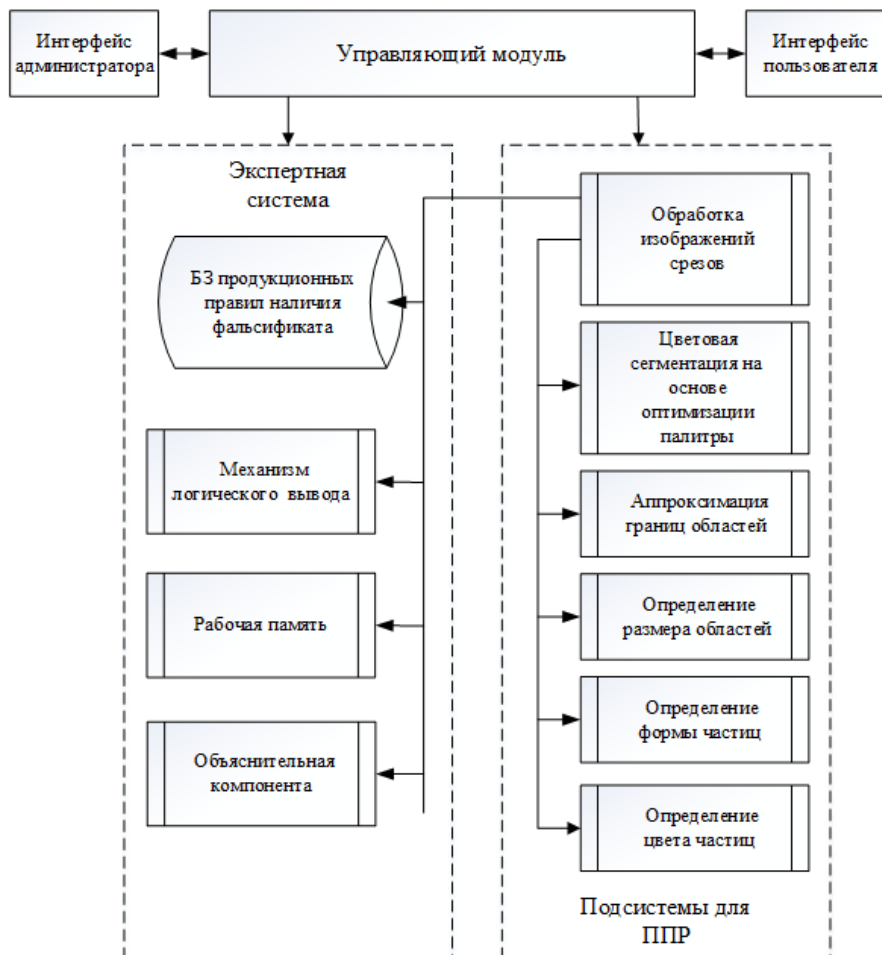 Интерфейс
администратора
Управляющий модуль
Интерфейс
пользователя
Экспертная
система
БЗ продукционных
правил наличия
фальсификата
Механизм
логического вывода
Рабочая память
Объяснительная
компонента
Обработка
изображений
срезов
Цветовая
сегментация на
основе
оптимизации
палитры
Аппроксимация
границ областей
Определение
размера областей
Определение
формы частиц
Определение
цвета частиц
Подсистемы для
ППР